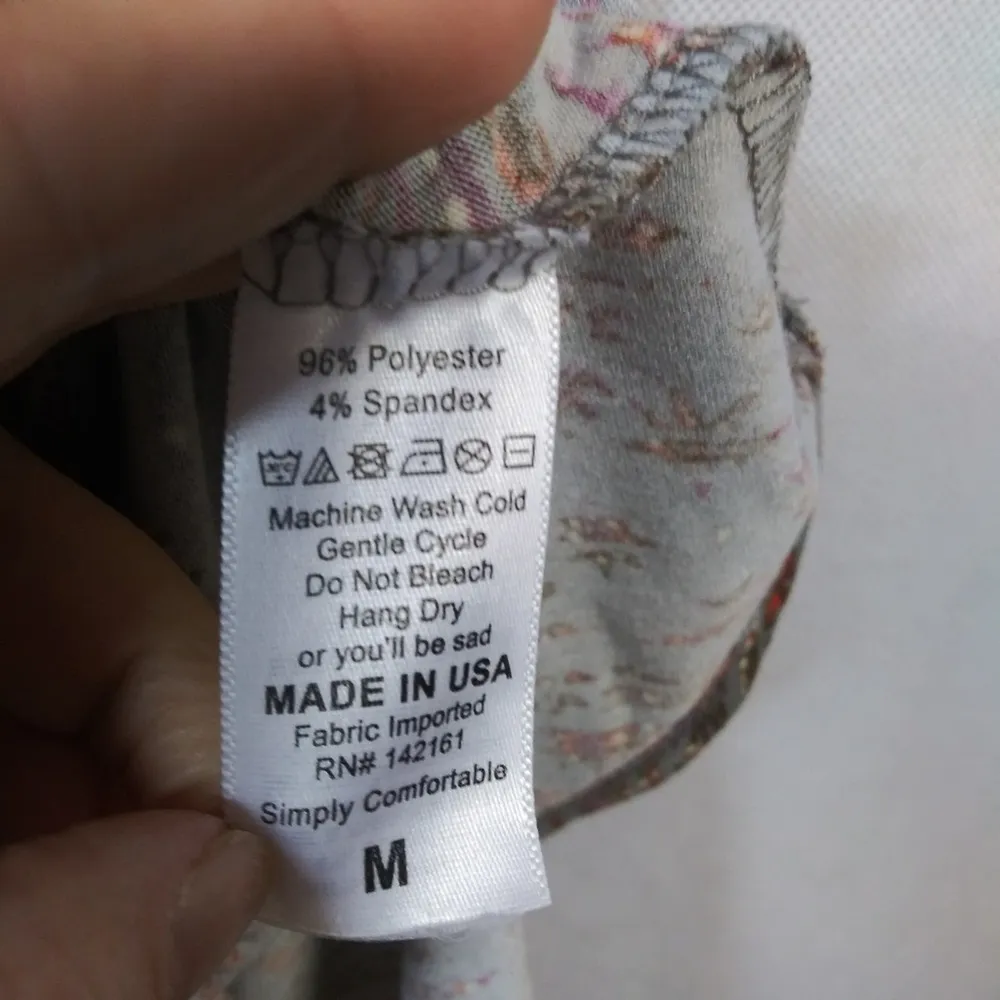 96% Polyester
4% Spandex
30°C
Machine Wash Cold
Gentle Cycle
Do Not Bleach
Hang Dry
or you'll be sad
MADE IN USA
Fabric Imported
RN# 142161
Simply Comfortable
M